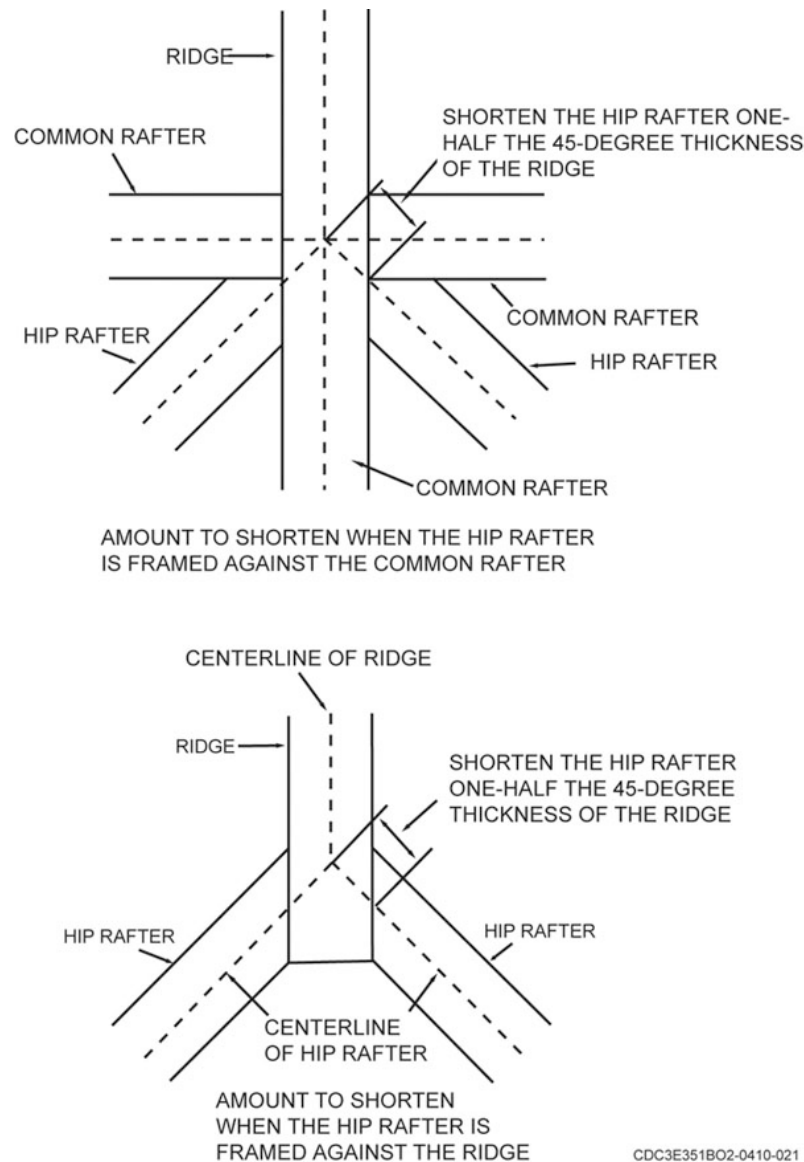 RIDGE
SHORTEN THE HIP RAFTER ONE-
HALF THE 45-DEGREE THICKNESS
OF THE RIDGE
COMMON RAFTER
COMMON RAFTER
HIP RAFTER
HIP RAFTER
COMMON RAFTER
AMOUNT TO SHORTEN WHEN THE HIP RAFTER
IS FRAMED AGAINST THE COMMON RAFTER
CENTERLINE OF RIDGE
RIDGE
SHORTEN THE HIP RAFTER
ONE-HALF THE 45-DEGREE
THICKNESS OF THE RIDGE
HIP RAFTER
HIP RAFTER
CENTERLINE
OF HIP RAFTER
AMOUNT TO SHORTEN
WHEN THE HIP RAFTER IS
FRAMED AGAINST THE RIDGE
CDC3E351BO2-0410-021